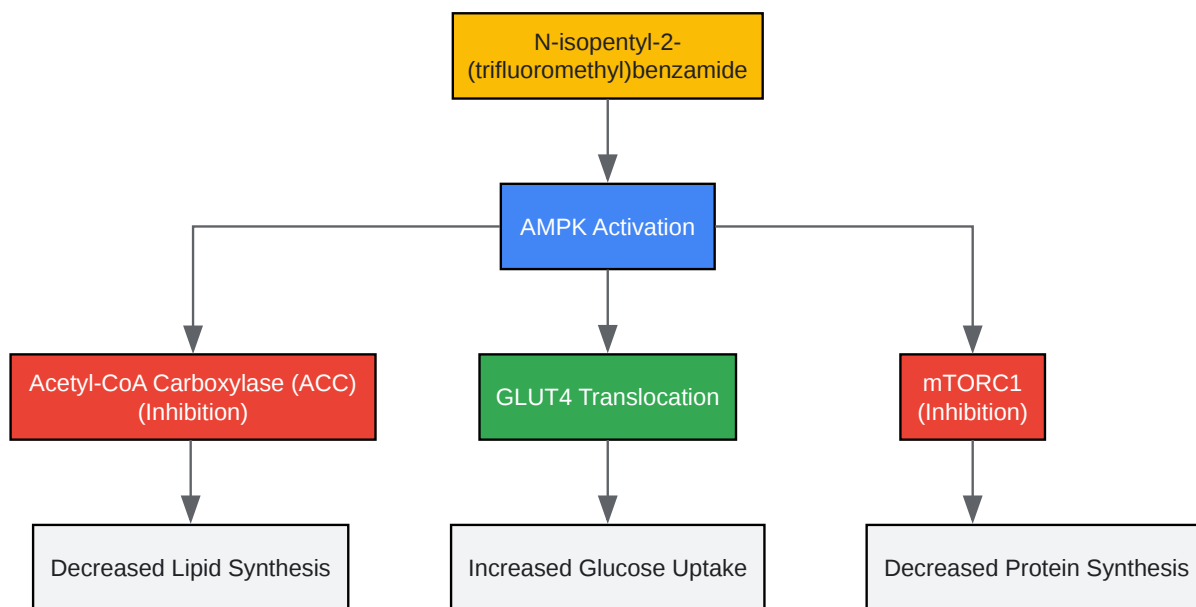 N-isopentyl-2-
(trifluoromethyl)benzamide
AMPK Activation
Acetyl-CoA Carboxylase (ACC)
(Inhibition)
GLUT4 Translocation
mTORC1
(Inhibition)
Decreased Lipid Synthesis
Increased Glucose Uptake
Decreased Protein Synthesis